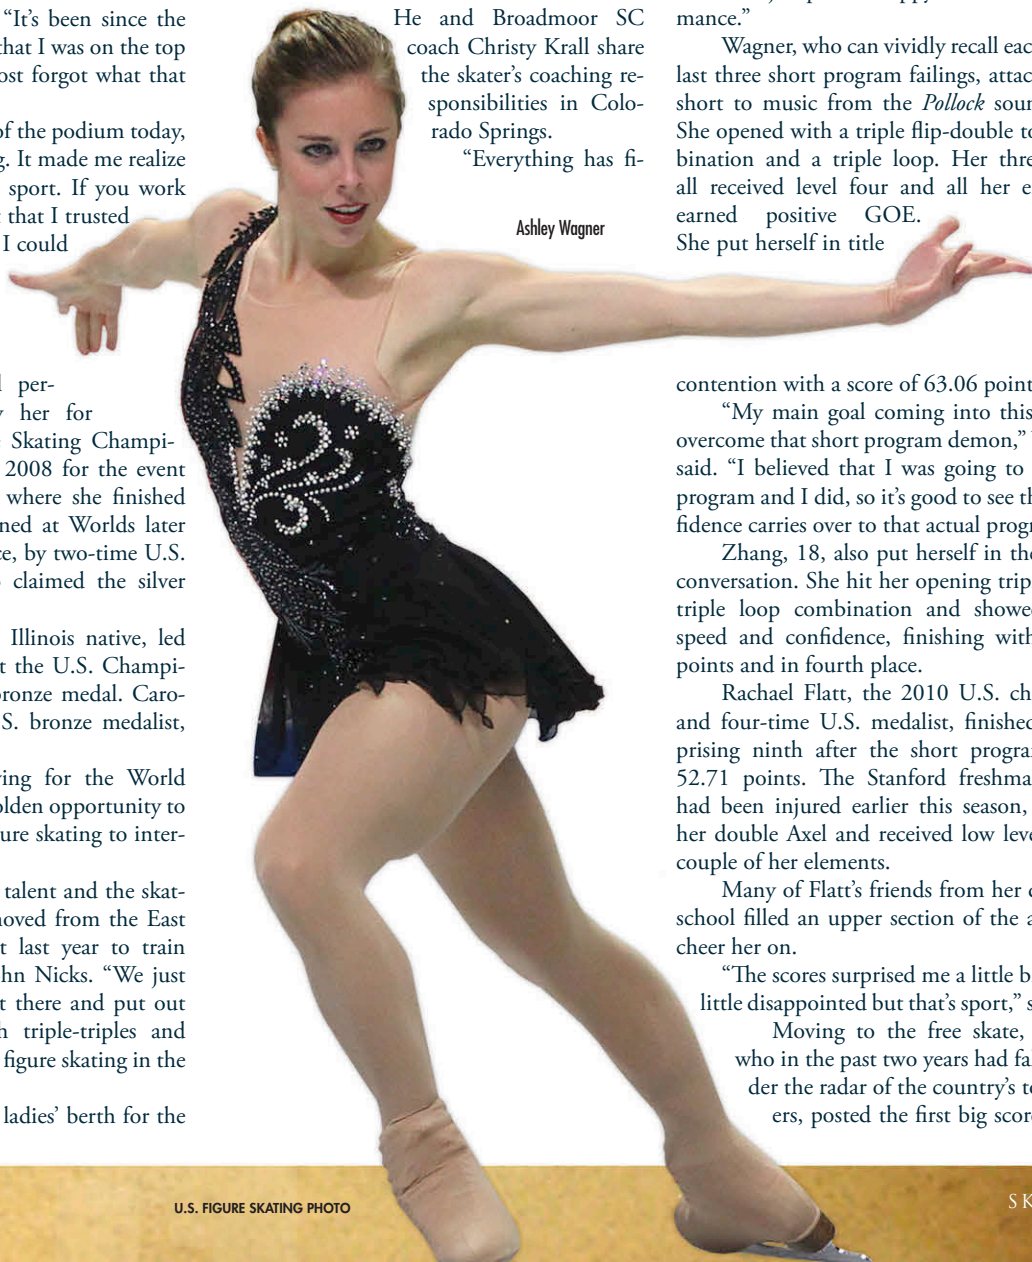 “It’s been since the
that I was on the top
ost forgot what that
of the podium today,
g. It made me realize
sport. If you work
t that I trusted
I could
l per-
y her for
Skating Champi-
2008 for the event
where she finished
ned at Worlds later
ce, by two-time U.S.
claimed the silver
Illinois native, led
t the U.S. Champi-
bronze medal. Caro-
S. bronze medalist,
ving for the World
olden opportunity to
ure skating to inter-
talent and the skat-
moved from the East
t last year to train
hn Nicks. “We just
t there and put out
h triple-triples and
figure skating in the
ladies’ berth for the
He and Broadmoor SC
coach Christy Krall share
the skater’s coaching re-
sponsibilities in Colo-
rado Springs.
“Everything has fi-
Ashley Wagner
mance.”
Wagner, who can vividly recall eac
last three short program failings, attac
short to music from the Pollock soun
She opened with a triple flip-double to
bination and a triple loop. Her thre
all received level four and all her e
earned positive GOE.
She put herself in title
contention with a score of 63.06 point
“My main goal coming into this
overcome that short program demon,”
said. “I believed that I was going to
program and I did, so it’s good to see th
fidence carries over to that actual progr
Zhang, 18, also put herself in the
conversation. She hit her opening trip
triple loop combination and showe
speed and confidence, finishing with
points and in fourth place.
Rachael Flatt, the 2010 U.S. ch
and four-time U.S. medalist, finished
prising ninth after the short progra
52.71 points. The Stanford freshma
had been injured earlier this season,
her double Axel and received low leve
couple of her elements.
Many of Flatt’s friends from her c
school filled an upper section of the a
cheer her on.
“The scores surprised me a little b
little disappointed but that’s sport,” s
Moving to the free skate,
who in the past two years had fa
der the radar of the country’s to
ers, posted the first big score
U.S. FIGURE SKATING PHOTO
SK